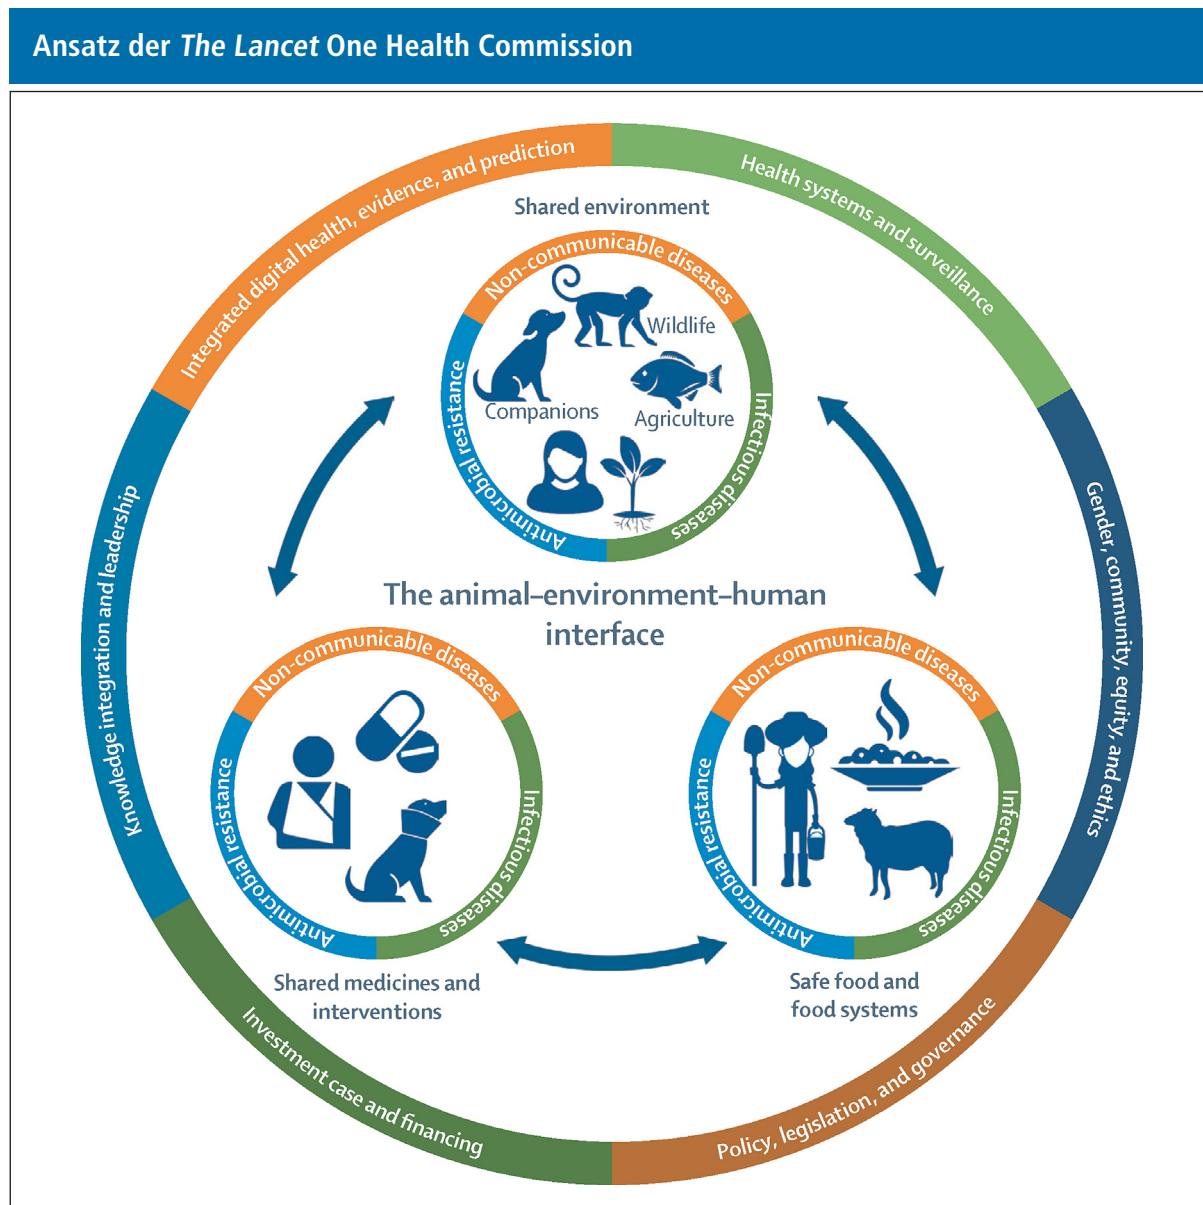 Ansatz der The Lancet One Health Commission
Integrated digital health, evidence, and prediction
Health systems and surveillance
Gender, community, equity, and ethics
Policy, legislation, and governance
Investment case and financing
Knowledge integration and leadership
Shared environment
Non-communicable diseases
Infectious diseases
Antimicrobial resistance
Wildlife
Companions
Agriculture
The animal–environment–human
interface
Non-communicable diseases
Infectious diseases
Antimicrobial resistance
Shared medicines and
interventions
Non-communicable diseases
Infectious diseases
Antimicrobial resistance
Safe food and
food systems